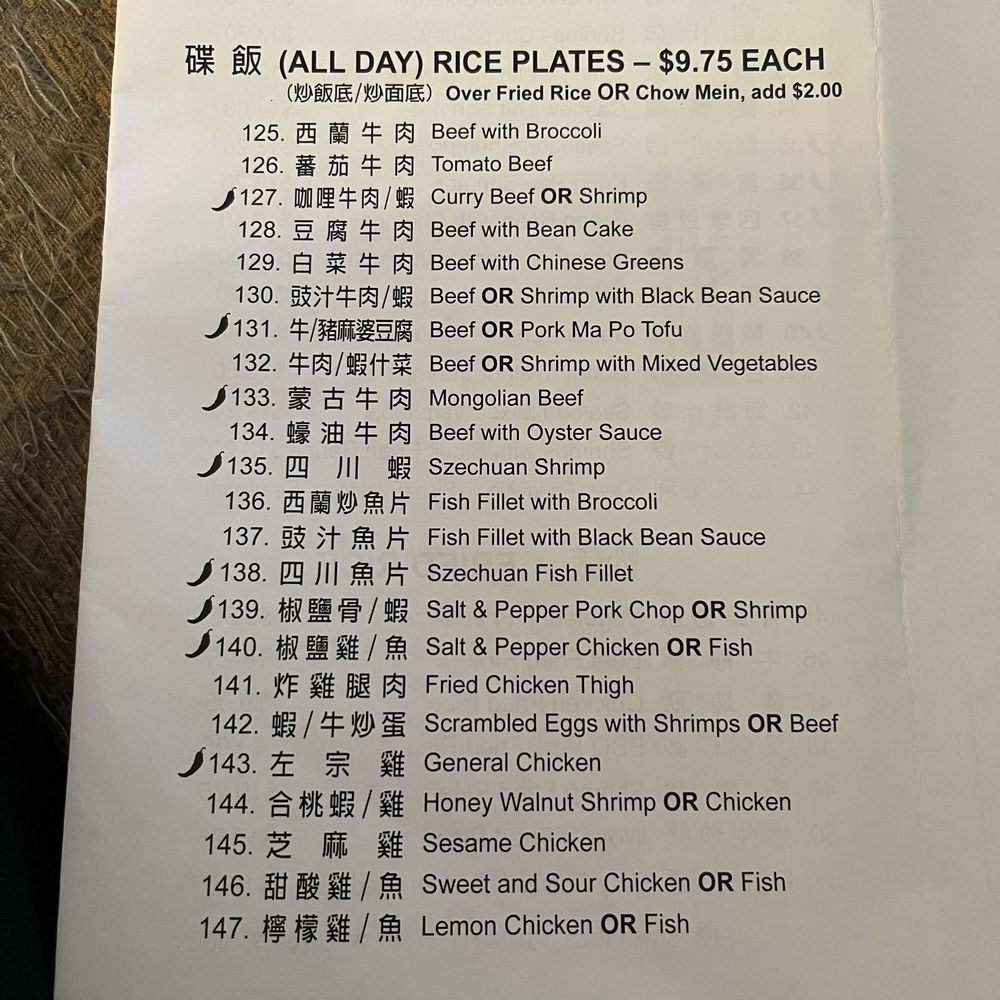 碟飯 (ALL DAY) RICE PLATES – $9.75 EACH
(炒飯底/炒面底) Over Fried Rice OR Chow Mein, add $2.00
125. 西蘭牛肉 Beef with Broccoli
126. 蕃茄牛肉 Tomato Beef
127. 咖哩牛肉/蝦 Curry Beef OR Shrimp
128. 豆腐牛肉 Beef with Bean Cake
129. 白菜牛肉 Beef with Chinese Greens
130. 豉汁牛肉/蝦 Beef OR Shrimp with Black Bean Sauce
131. 牛/豬麻婆豆腐 Beef OR Pork Ma Po Tofu
132. 牛肉/蝦什菜 Beef OR Shrimp with Mixed Vegetables
133. 蒙古牛肉 Mongolian Beef
134. 蠔油牛肉 Beef with Oyster Sauce
135. 四川蝦 Szechuan Shrimp
136. 西蘭炒魚片 Fish Fillet with Broccoli
137. 豉汁魚片 Fish Fillet with Black Bean Sauce
138. 四川魚片 Szechuan Fish Fillet
139. 椒鹽骨/蝦 Salt & Pepper Pork Chop OR Shrimp
140. 椒鹽雞/魚 Salt & Pepper Chicken OR Fish
141. 炸雞腿肉 Fried Chicken Thigh
142. 蝦/牛炒蛋 Scrambled Eggs with Shrimps OR Beef
143. 左宗雞 General Chicken
144. 合桃蝦/雞 Honey Walnut Shrimp OR Chicken
145. 芝麻雞 Sesame Chicken
146. 甜酸雞/魚 Sweet and Sour Chicken OR Fish
147. 檸檬雞/魚 Lemon Chicken OR Fish